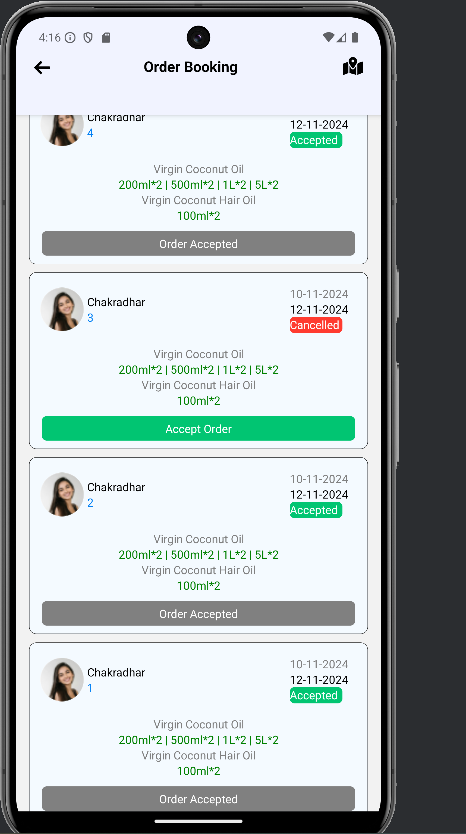 4:16
Order Booking
Chakradhar
4
12-11-2024
Accepted
Virgin Coconut Oil
200ml*2 | 500ml*2 | 1L*2 | 5L*2
Virgin Coconut Hair Oil
100ml*2
Order Accepted
Chakradhar
3
10-11-2024
12-11-2024
Cancelled
Virgin Coconut Oil
200ml*2 | 500ml*2 | 1L*2 | 5L*2
Virgin Coconut Hair Oil
100ml*2
Accept Order
Chakradhar
2
10-11-2024
12-11-2024
Accepted
Virgin Coconut Oil
200ml*2 | 500ml*2 | 1L*2 | 5L*2
Virgin Coconut Hair Oil
100ml*2
Order Accepted
Chakradhar
1
10-11-2024
12-11-2024
Accepted
Virgin Coconut Oil
200ml*2 | 500ml*2 | 1L*2 | 5L*2
Virgin Coconut Hair Oil
100ml*2
Order Accepted